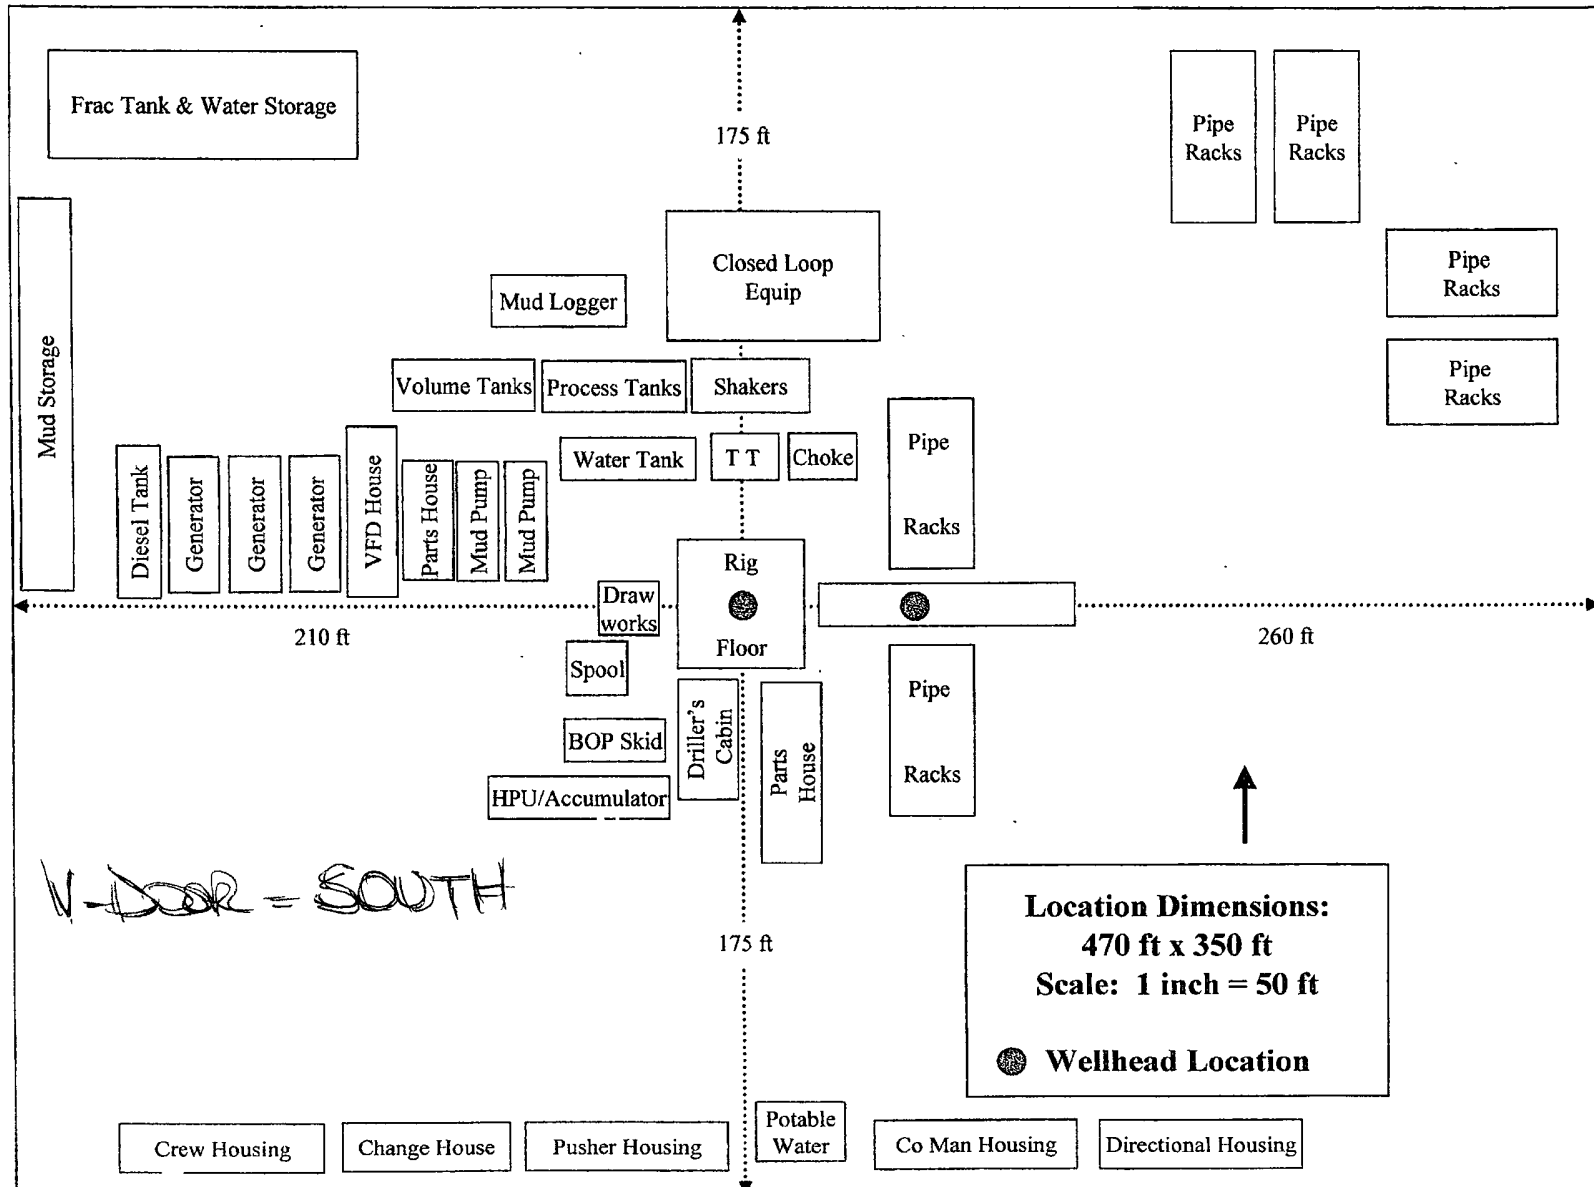 175 ft
Frac Tank & Water Storage
Pipe
Racks
Pipe
Racks
Closed Loop
Equip
Mud Logger
Pipe
Racks
Pipe
Racks
Mud Storage
Volume Tanks
Process Tanks
Shakers
Water Tank
T T
Choke
Pipe
Racks
Diesel Tank
Generator
Generator
Generator
VFD House
Parts House
Mud Pump
Mud Pump
Rig
Floor
Draw
works
210 ft
260 ft
Spool
BOP Skid
HPU/Accumulator
Driller's
Cabin
Parts
House
Pipe
Racks
V-DOOR = SOUTH
175 ft
Location Dimensions:
470 ft x 350 ft
Scale: 1 inch = 50 ft
Wellhead Location
Crew Housing
Change House
Pusher Housing
Potable
Water
Co Man Housing
Directional Housing